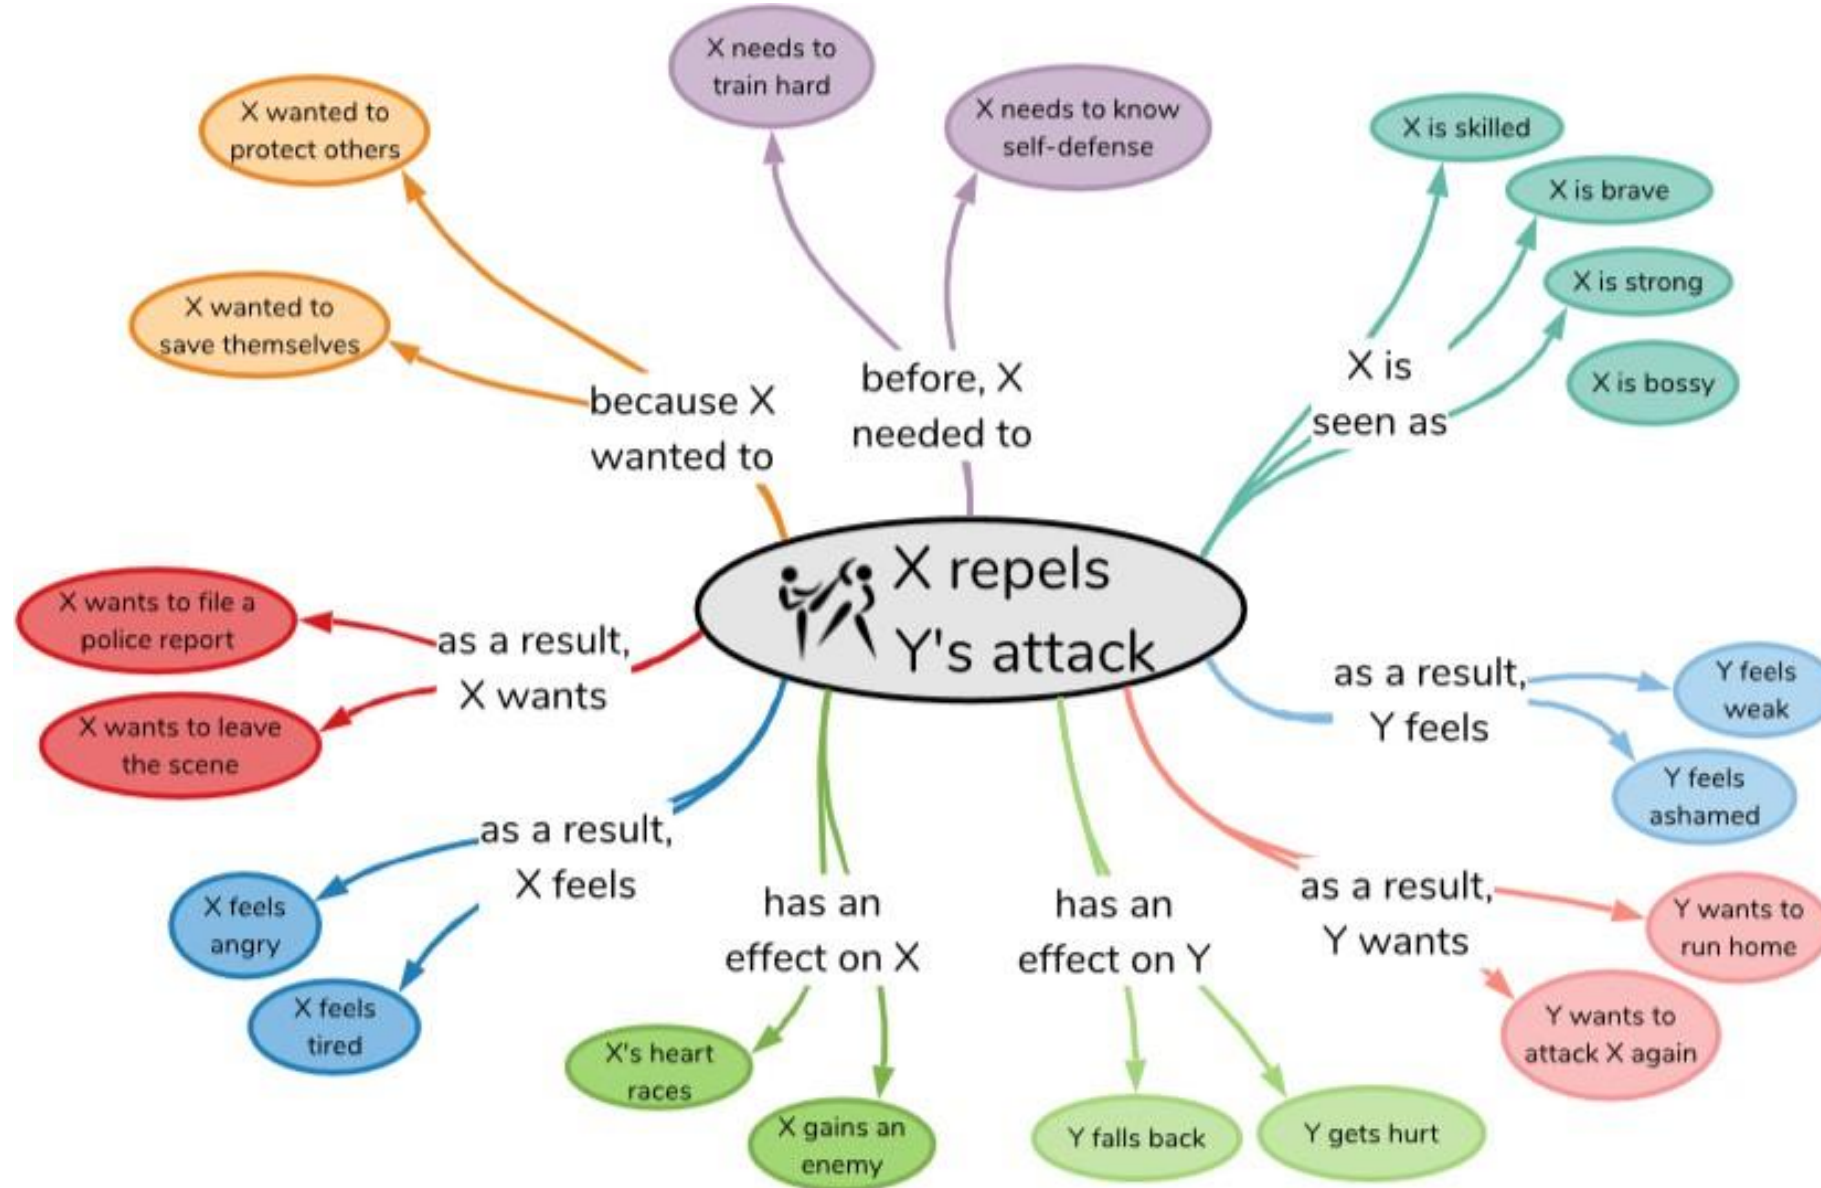 X needs to
train hard
X needs to know
self-defense
X wanted to
protect others
X wanted to
save themselves
because X
wanted to
before, X
needed to
X is skilled
X is brave
X is strong
X is bossy
X is
seen as
X repels
Y's attack
X wants to file a
police report
X wants to leave
the scene
as a result,
X wants
as a result,
Y feels
Y feels
weak
Y feels
ashamed
as a result,
X feels
X feels
angry
X feels
tired
has an
effect on X
X's heart
races
X gains an
enemy
has an
effect on Y
Y falls back
Y gets hurt
as a result,
Y wants
Y wants to
run home
Y wants to
attack X again